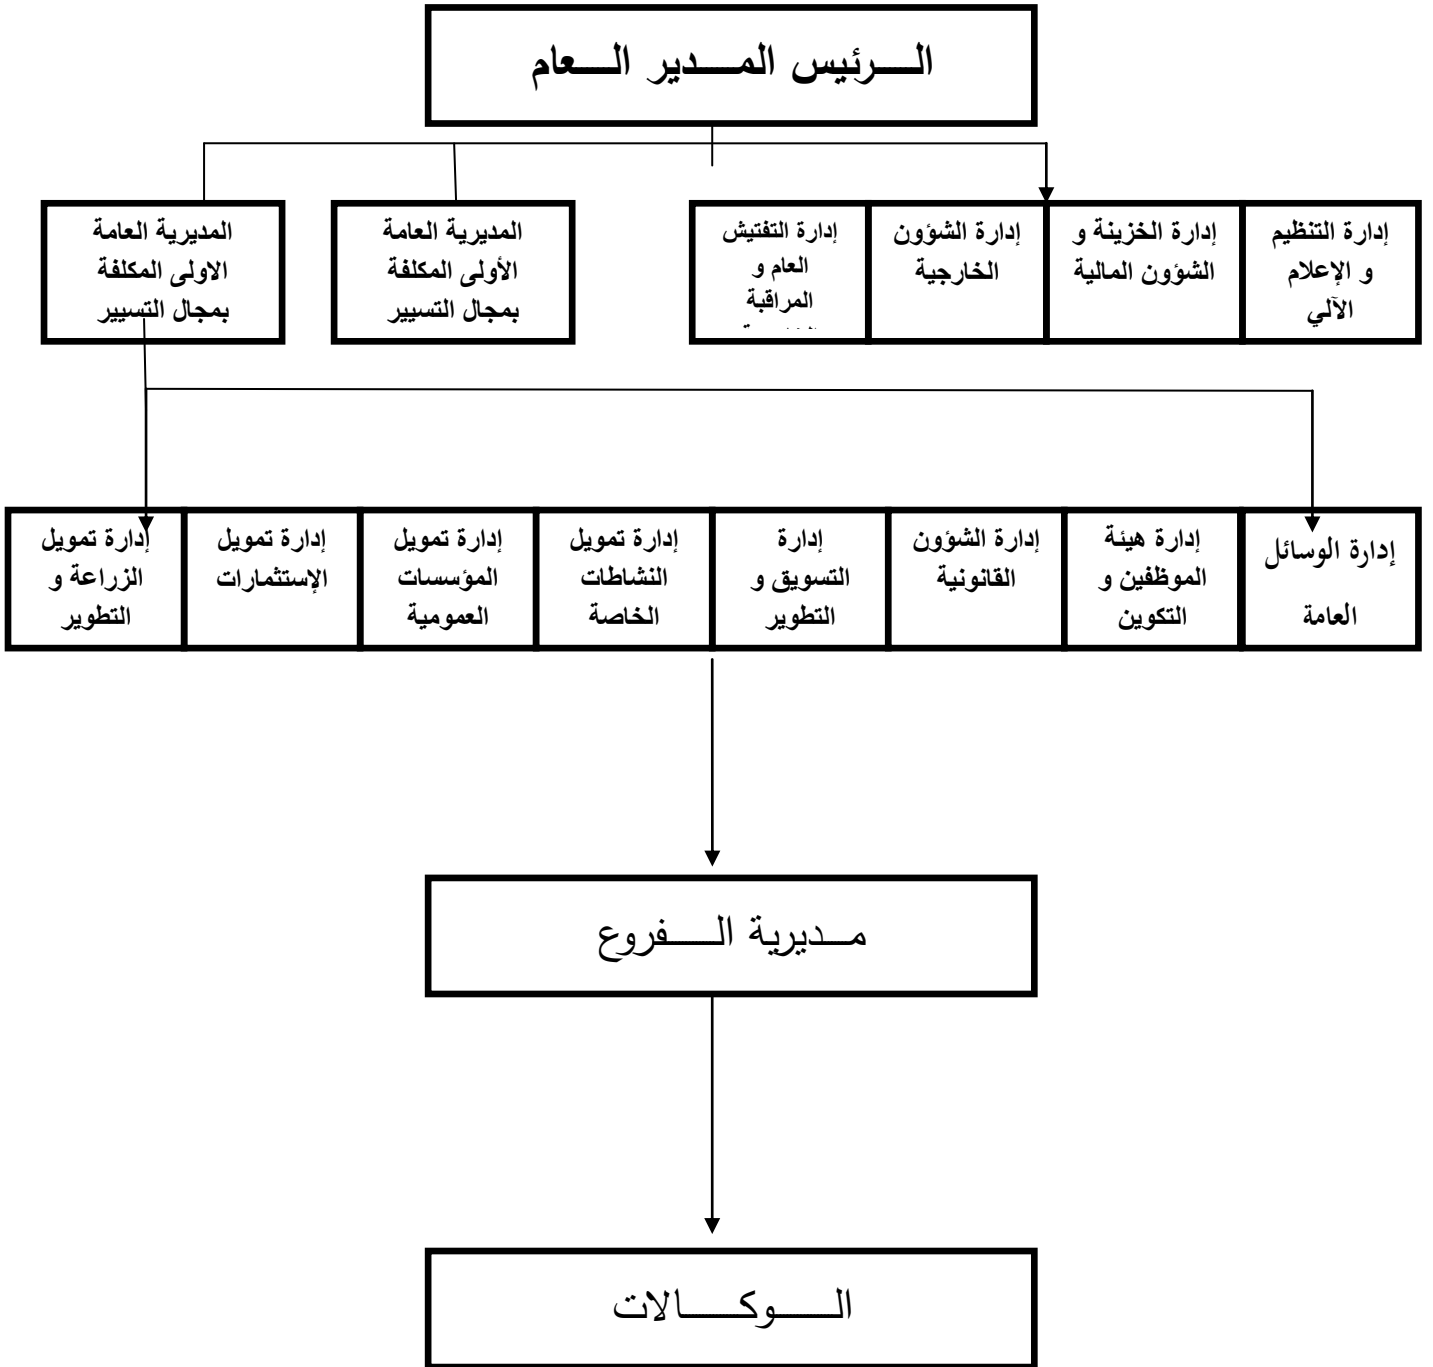 الـــرئيس المـــدير الـــعام
إدارة التنظيم
و الإعلام
الآلي
إدارة الخزينة و
الشؤون المالية
إدارة الشؤون
الخارجية
إدارة التفتيش
العام و
المراقبة
المديرية العامة
الأولى المكلفة
بمجال التسيير
المديرية العامة
الاولى المكلفة
بمجال التسيير
إدارة الوسائل
العامة
إدارة هيئة
الموظفين و
التكوين
إدارة الشؤون
القانونية
إدارة
التسويق و
التطوير
إدارة تمويل
النشاطات
الخاصة
إدارة تمويل
المؤسسات
العمومية
إدارة تمويل
الإستثمارات
إدارة تمويل
الزراعة و
التطوير
مـــديرية الـــفروع
الـــوكـــالات